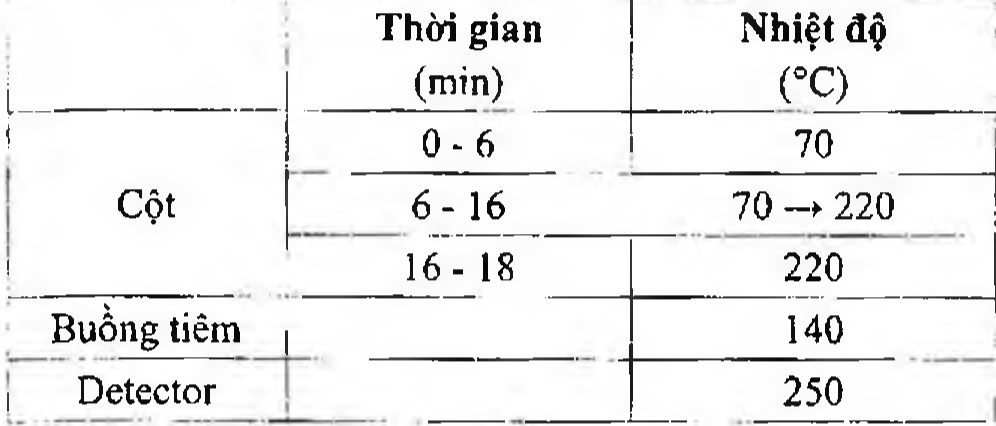 Thời gian Nhiệt độ
(min) (°C)
Cột
0 - 6 70
6 - 16 70 → 220
16 - 18 220
Buồng tiêm 140
Detector 250